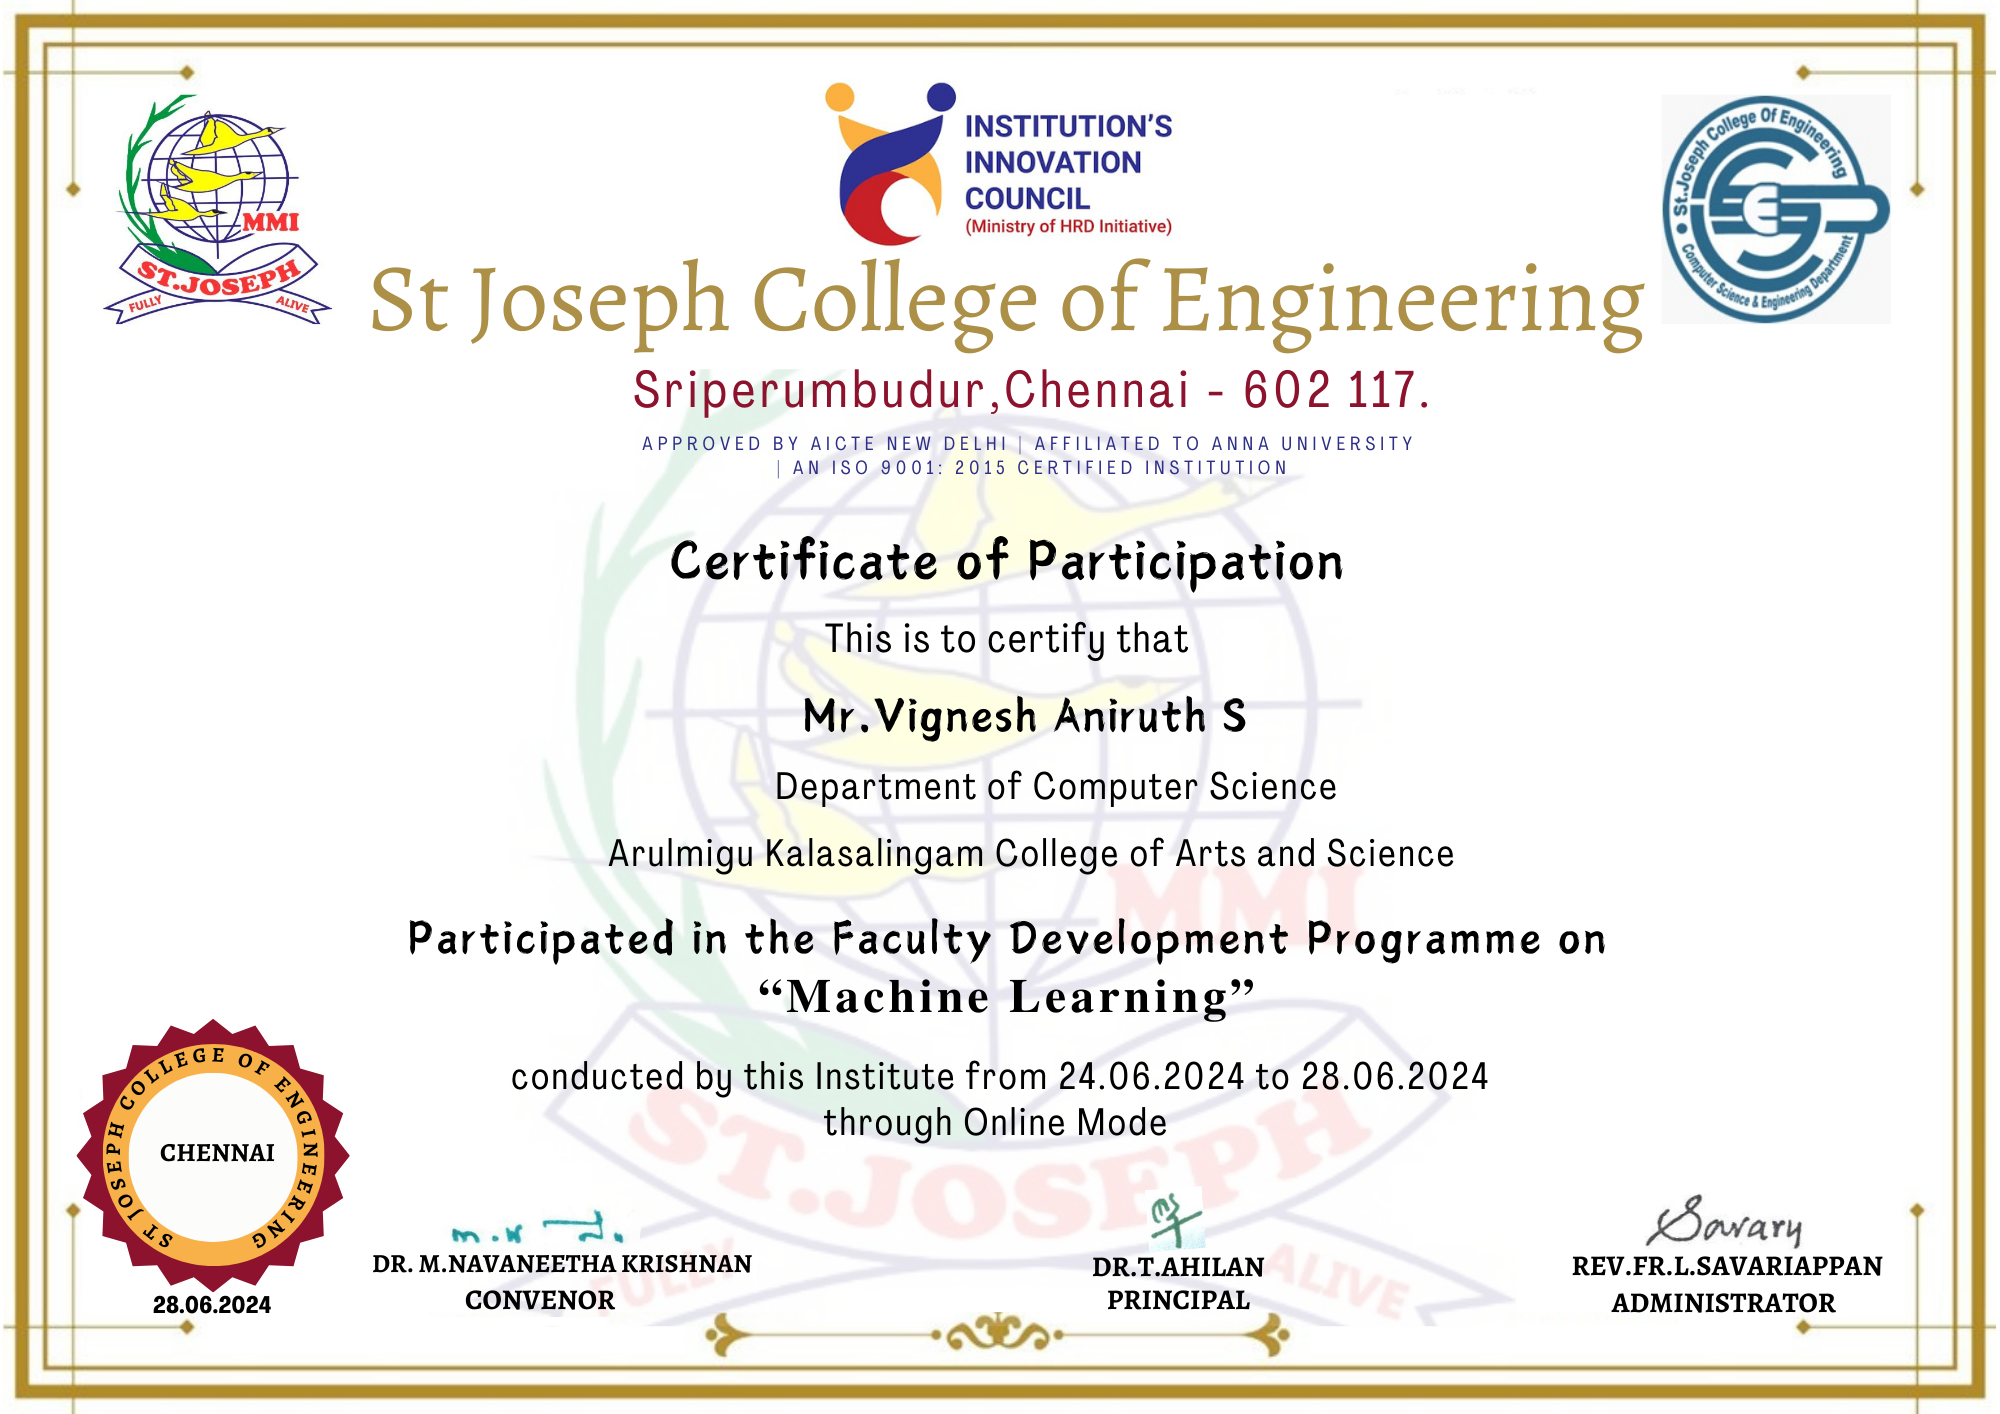 INSTITUTION'S
INNOVATION
COUNCIL
(Ministry of HRD Initiative)
MMI
ST.JOSEPH
FULLY ALIVE
St.Joseph College Of Engineering
Computer Science & Engineering Department
St Joseph College of Engineering
Sriperumbudur,Chennai - 602 117.
APPROVED BY AICTE NEW DELHI | AFFILIATED TO ANNA UNIVERSITY
| AN ISO 9001: 2015 CERTIFIED INSTITUTION
Certificate of Participation
This is to certify that
Mr.Vignesh Aniruth S
Department of Computer Science
Arulmigu Kalasalingam College of Arts and Science
MMI
Participated in the Faculty Development Programme on
“Machine Learning”
conducted by this Institute from 24.06.2024 to 28.06.2024
through Online Mode
ST.JOSEPH
FULLY ALIVE
ST JOSEPH COLLEGE OF ENGINEERING
CHENNAI
28.06.2024
DR. M.NAVANEETHA KRISHNAN
CONVENOR
DR.T.AHILAN
PRINCIPAL
Savary
REV.FR.L.SAVARIAPPAN
ADMINISTRATOR